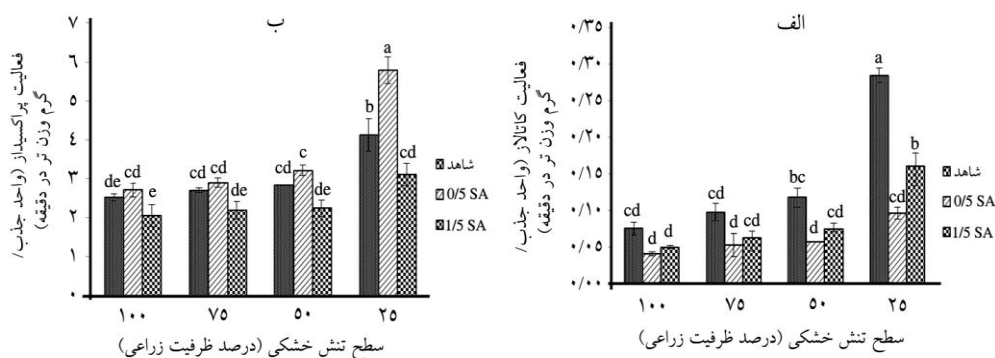 الف
فعالیت کاتالاز (واحد جذب/
گرم وزن تر در دقیقه)
۰/۳۵
۰/۳۰
۰/۲۵
۰/۲۰
۰/۱۵
۰/۱۰
۰/۰۵
۰/۰۰
cd d d
cd d cd
bc d cd
a cd b
۱۰۰ ۷۵ ۵۰ ۲۵
سطح تنش خشکی (درصد ظرفیت زراعی)
شاهد
0/5 SA
1/5 SA
ب
فعالیت پراکسیداز (واحد جذب/
گرم وزن تر در دقیقه)
۷
۶
۵
٤
۳
۲
۱
۰
de cd e
cd cd de
cd c de
b a cd
۱۰۰ ۷۵ ۵۰ ۲۵
سطح تنش خشکی (درصد ظرفیت زراعی)
شاهد
0/5 SA
1/5 SA